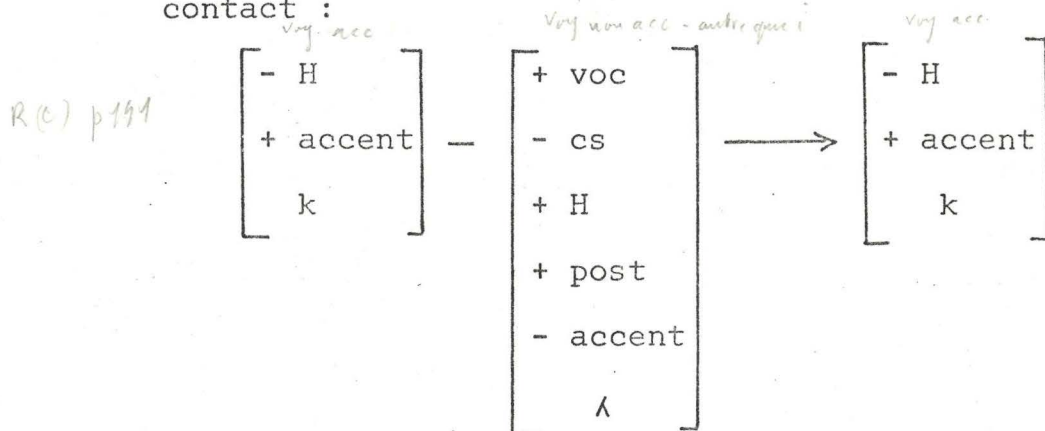 contact :
voy. acc voy non acc - autre que i voy acc.
- H + voc - H
R(c) p191 + accent — - cs ⟶ + accent
k + H k
+ post
- accent
ʎ